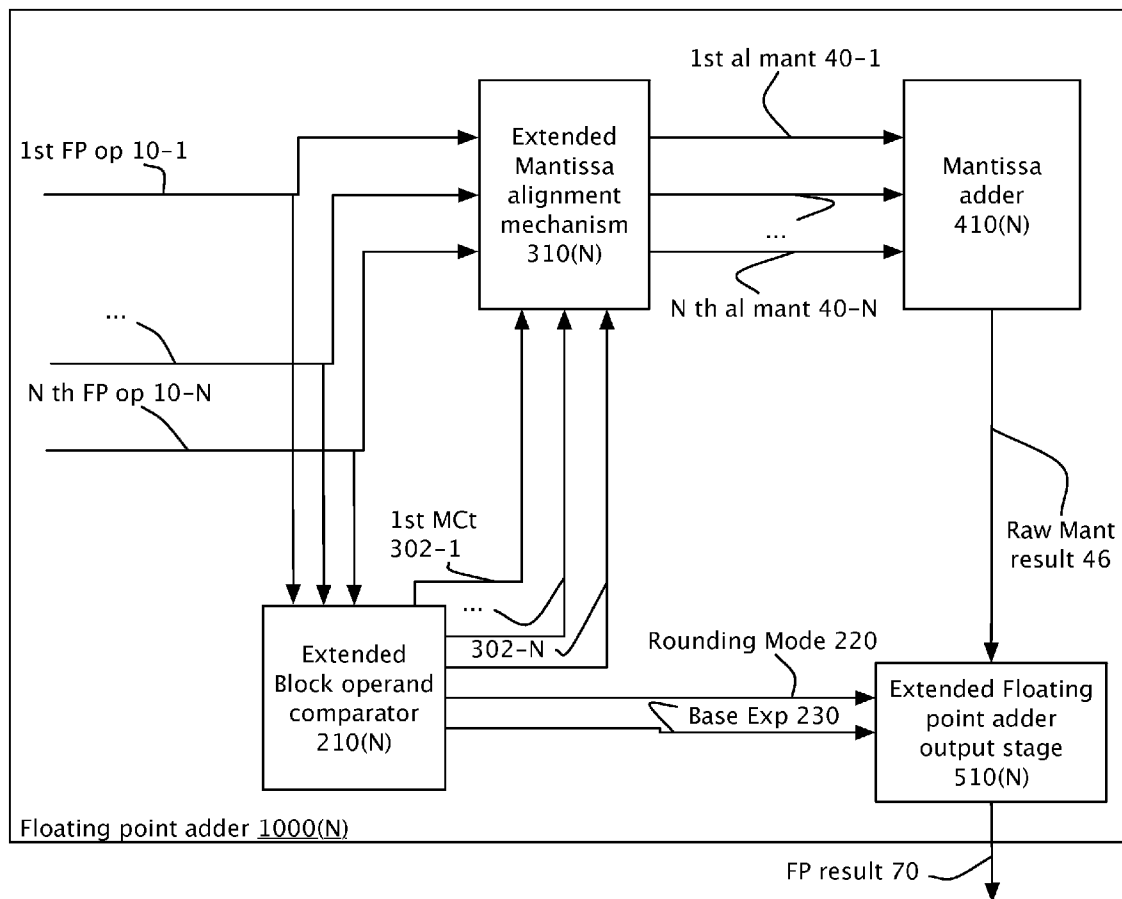 1st al mant 40-1
1st FP op 10-1
Extended
Mantissa
alignment
mechanism
310(N)
Mantissa
adder
410(N)
...
N th al mant 40-N
...
N th FP op 10-N
1st MCt
302-1
...
302-N
Raw Mant
result 46
Rounding Mode 220
Base Exp 230
Extended
Block operand
comparator
210(N)
Extended Floating
point adder
output stage
510(N)
Floating point adder 1000(N)
FP result 70